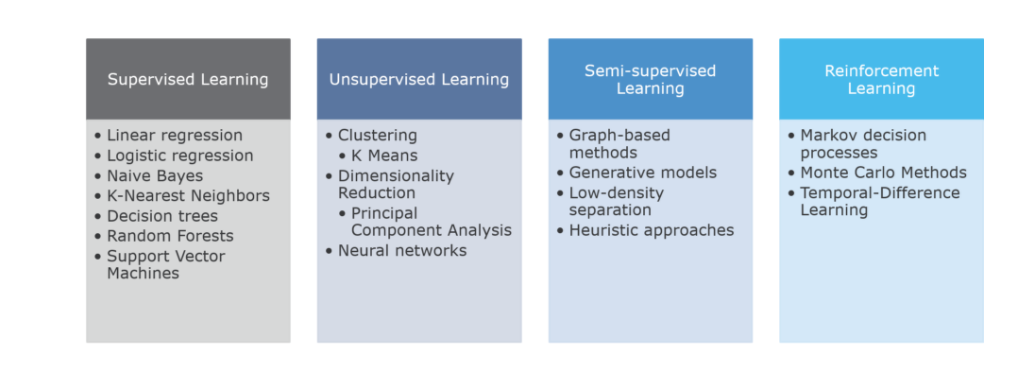 Supervised Learning
• Linear regression
• Logistic regression
• Naive Bayes
• K-Nearest Neighbors
• Decision trees
• Random Forests
• Support Vector
Machines
Unsupervised Learning
• Clustering
• K Means
• Dimensionality
Reduction
• Principal
Component Analysis
• Neural networks
Semi-supervised
Learning
• Graph-based
methods
• Generative models
• Low-density
separation
• Heuristic approaches
Reinforcement
Learning
• Markov decision
processes
• Monte Carlo Methods
• Temporal-Difference
Learning